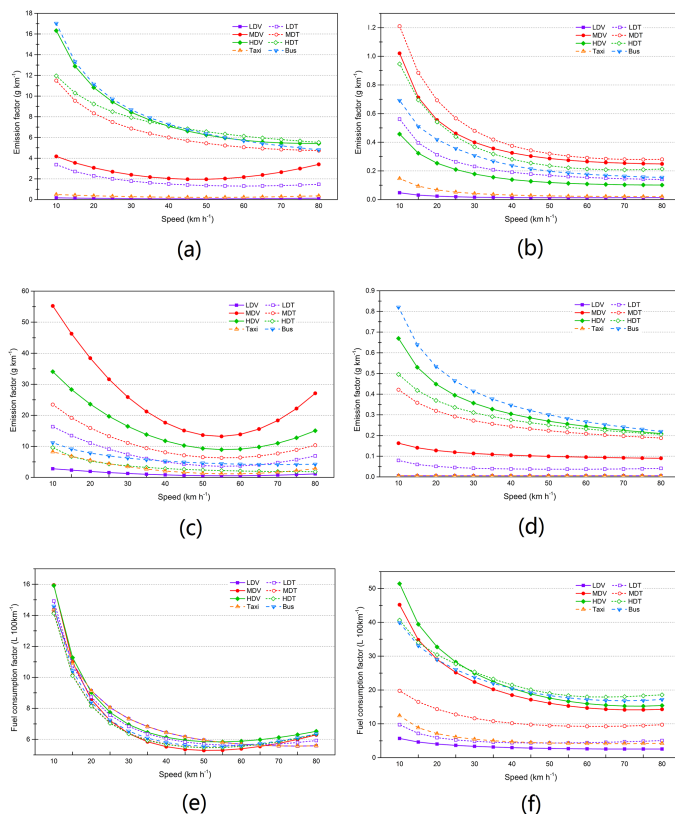 18
16
14
12
10
8
6
4
2
0
10 20 30 40 50 60 70 80
Emission factor (g km⁻¹)
Speed (km h⁻¹)
LDV LDT
MDV MDT
HDV HDT
Taxi Bus
(a)
1.2
1.0
0.8
0.6
0.4
0.2
0.0
10 20 30 40 50 60 70 80
Emission factor (g km⁻¹)
Speed (km h⁻¹)
LDV LDT
MDV MDT
HDV HDT
Taxi Bus
(b)
60
50
40
30
20
10
0
10 20 30 40 50 60 70 80
Emission factor (g km⁻¹)
Speed (km h⁻¹)
LDV LDT
MDV MDT
HDV HDT
Taxi Bus
(c)
0.9
0.8
0.7
0.6
0.5
0.4
0.3
0.2
0.1
0.0
10 20 30 40 50 60 70 80
Emission factor (g km⁻¹)
Speed (km h⁻¹)
LDV LDT
MDV MDT
HDV HDT
Taxi Bus
(d)
16
14
12
10
8
6
10 20 30 40 50 60 70 80
Fuel consumption factor (L 100km⁻¹)
Speed (km h⁻¹)
LDV LDT
MDV MDT
HDV HDT
Taxi Bus
(e)
50
40
30
20
10
0
10 20 30 40 50 60 70 80
Fuel consumption factor (L 100km⁻¹)
Speed (km h⁻¹)
LDV LDT
MDV MDT
HDV HDT
Taxi Bus
(f)